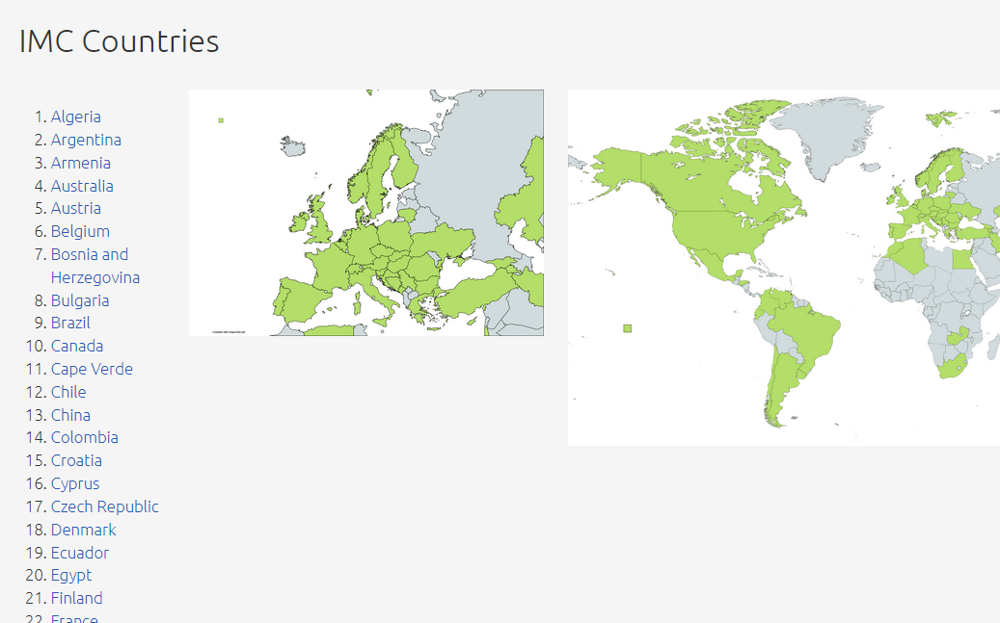 IMC Countries
1. Algeria
2. Argentina
3. Armenia
4. Australia
5. Austria
6. Belgium
7. Bosnia and
Herzegovina
8. Bulgaria
9. Brazil
10. Canada
11. Cape Verde
12. Chile
13. China
14. Colombia
15. Croatia
16. Cyprus
17. Czech Republic
18. Denmark
19. Ecuador
20. Egypt
21. Finland
22. France